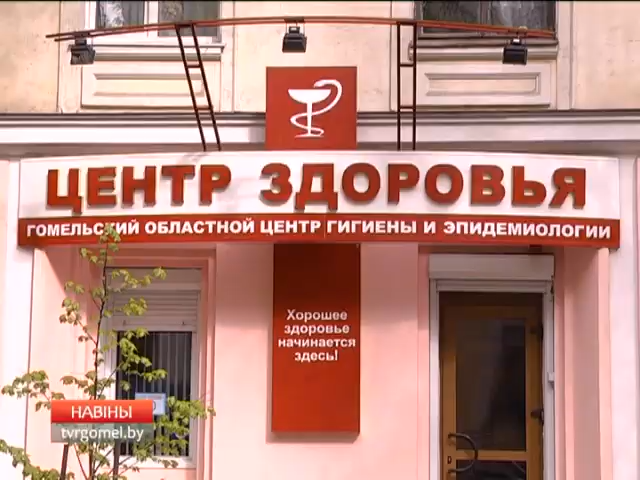 ЦЕНТР ЗДОРОВЬЯ
ГОМЕЛЬСКИЙ ОБЛАСТНОЙ ЦЕНТР ГИГИЕНЫ И ЭПИДЕМИОЛОГИИ
Хорошее
здоровье
начинается
здесь!
НАВІНЫ
tvrgomel.by